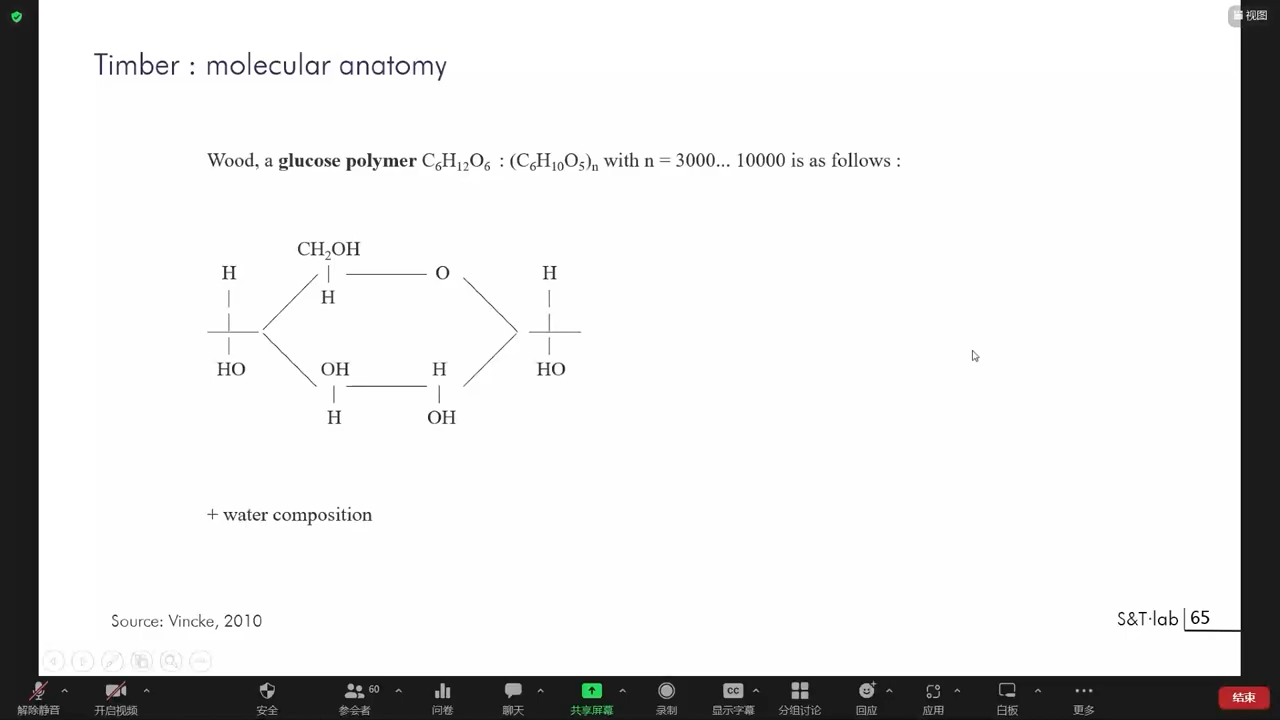 视图
Timber : molecular anatomy
Wood, a glucose polymer C₆H₁₂O₆ : (C₆H₁₀O₅)ₙ with n = 3000... 10000 is as follows :
CH₂OH
H O H
H
HO OH H HO
H OH
+ water composition
Source: Vincke, 2010
S&T·lab 65
60
CC
解除静音 开启视频 安全 参会者 问卷 聊天 共享屏幕 录制 显示字幕 分组讨论 回应 应用 白板 更多 结束